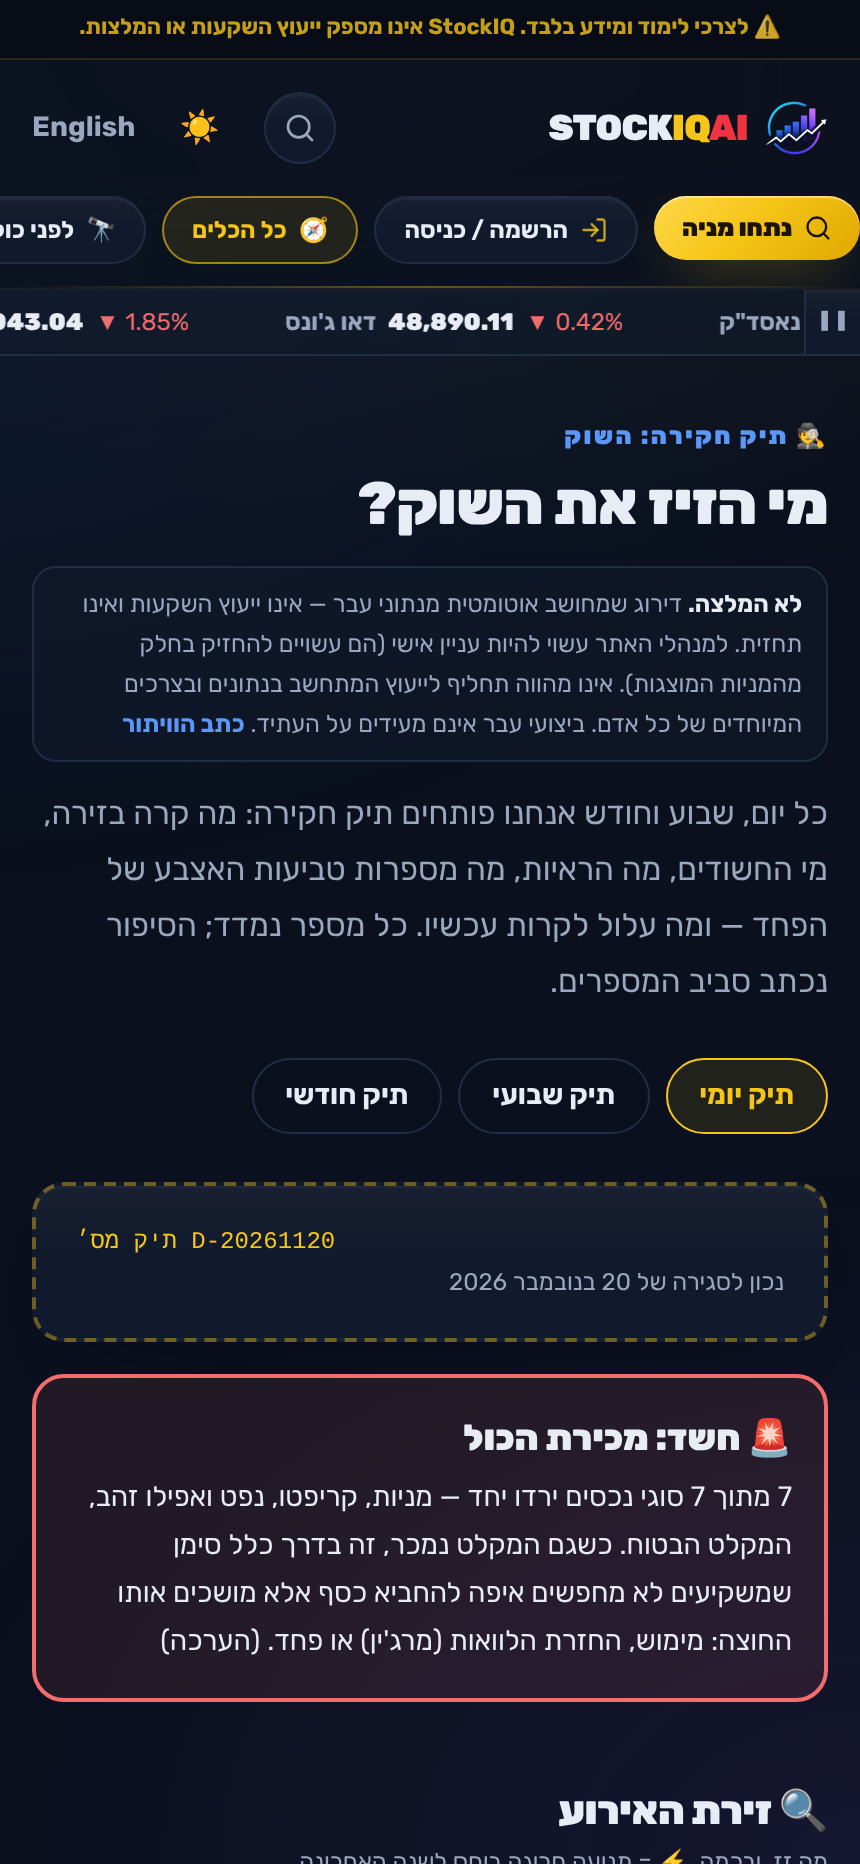 ⚠️ לצרכי לימוד ומידע בלבד. StockIQ אינו מספק ייעוץ השקעות או המלצות.
STOCKIQAI
English
נתחו מניה
הרשמה / כניסה
כל הכלים
לפני
נאסד"ק
▼ 0.42% 48,890.11 דאו ג'ונס
▼ 1.85% 043.04
🕵️ תיק חקירה: השוק
מי הזיז את השוק?
לא המלצה. דירוג שמחושב אוטומטית מנתוני עבר — אינו ייעוץ השקעות ואינו
תחזית. למנהלי האתר עשוי להיות עניין אישי (הם עשויים להחזיק בחלק
מהמניות המוצגות). אינו מהווה תחליף לייעוץ המתחשב בנתונים ובצרכים
המיוחדים של כל אדם. ביצועי עבר אינם מעידים על העתיד. כתב הוויתור
כל יום, שבוע וחודש אנחנו פותחים תיק חקירה: מה קרה בזירה,
מי החשודים, מה הראיות, מה מספרות טביעות האצבע של
הפחד — ומה עלול לקרות עכשיו. כל מספר נמדד; הסיפור
נכתב סביב המספרים.
תיק יומי
תיק שבועי
תיק חודשי
תיק מס׳ D-20261120
נכון לסגירה של 20 בנובמבר 2026
🚨 חשד: מכירת הכול
7 מתוך 7 סוגי נכסים ירדו יחד — מניות, קריפטו, נפט ואפילו זהב,
המקלט הבטוח. כשגם המקלט נמכר, זה בדרך כלל סימן
שמשקיעים לא מחפשים איפה להחביא כסף אלא מושכים אותו
החוצה: מימוש, החזרת הלוואות (מרג'ין) או פחד. (הערכה)
🔍 זירת האירוע
מה זז, ובכמה. ⚡ = תנועה חריגה ביחס לשנה האחרונה